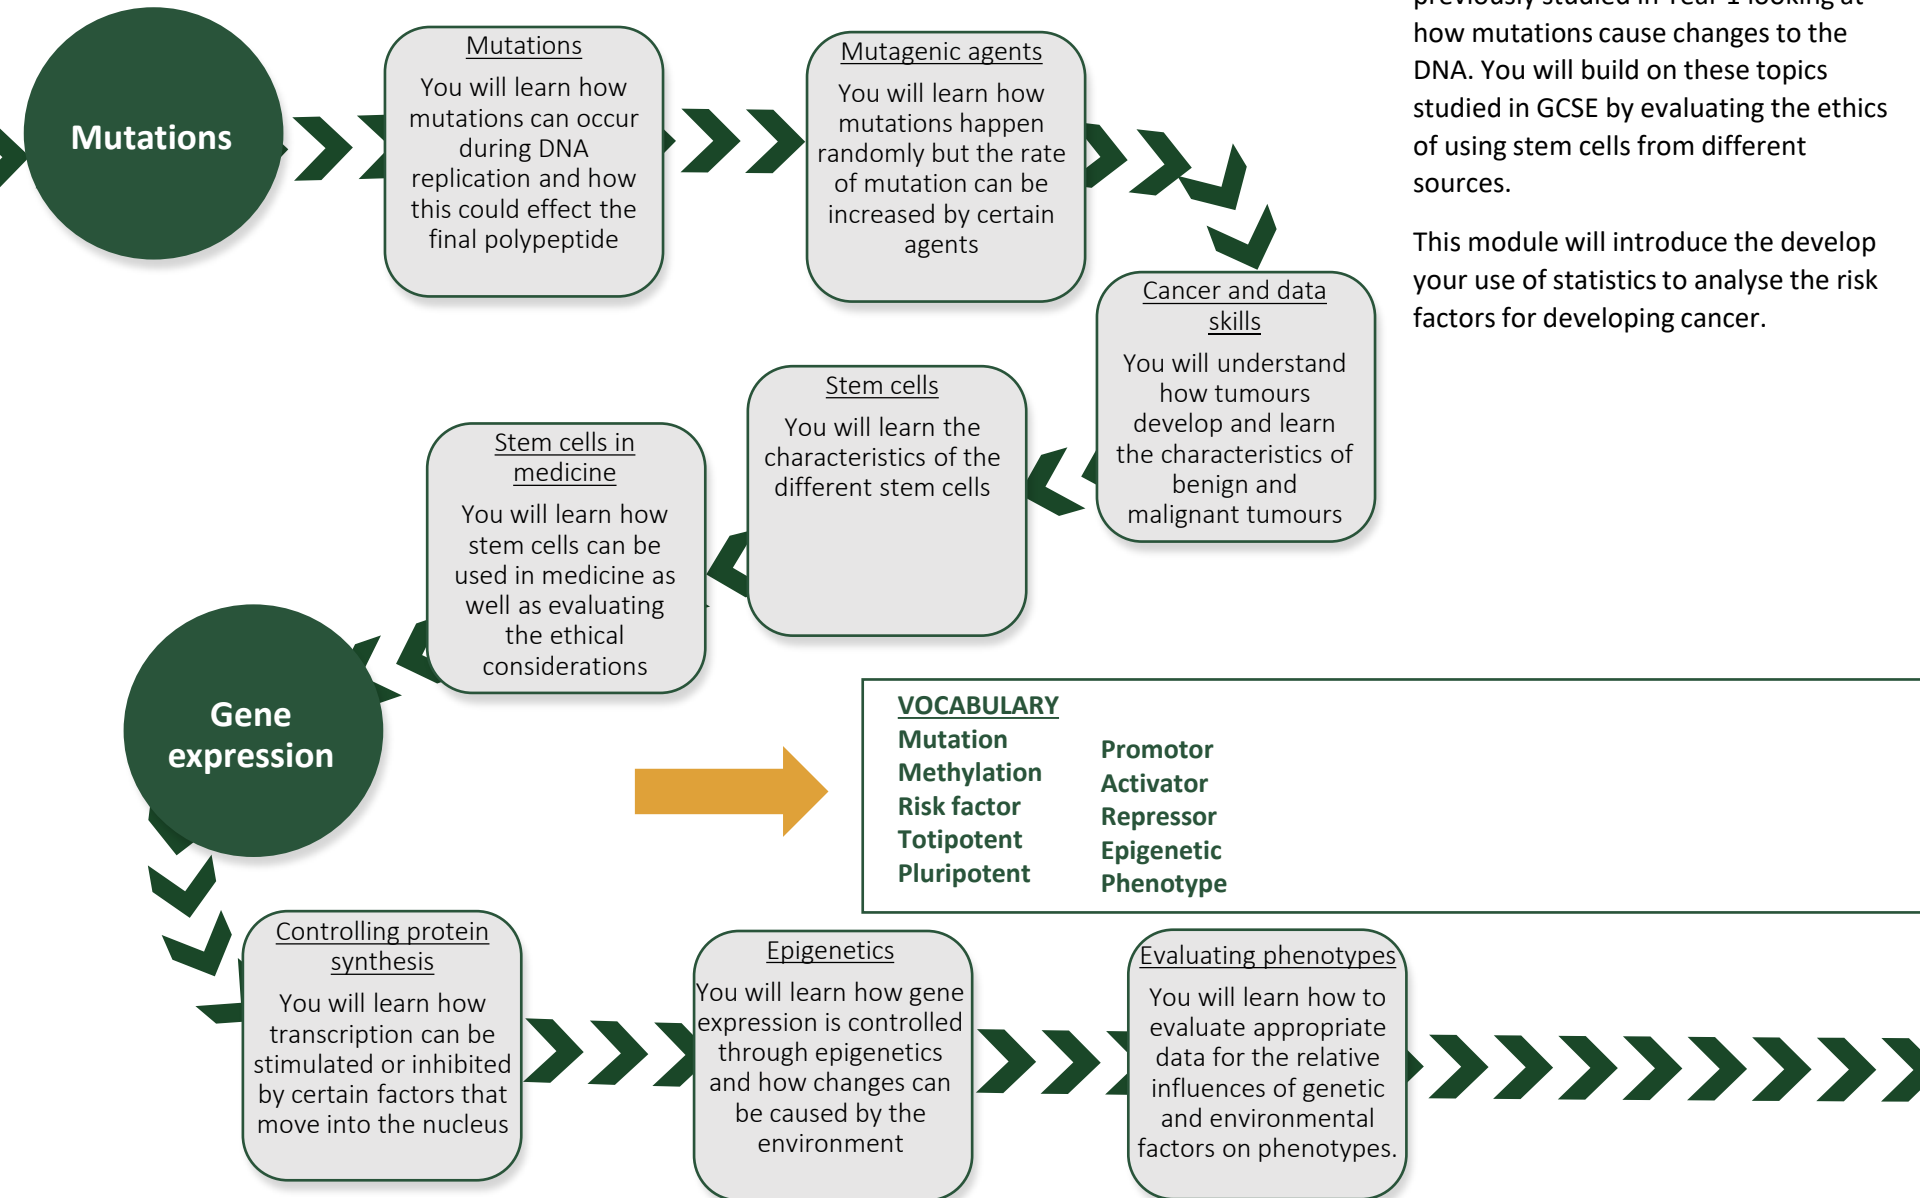 previously studied in Year 1 looking at
how mutations cause changes to the
DNA. You will build on these topics
studied in GCSE by evaluating the ethics
of using stem cells from different
sources.
This module will introduce the develop
your use of statistics to analyse the risk
factors for developing cancer.
Mutations
Mutations
You will learn how
mutations can occur
during DNA
replication and how
this could effect the
final polypeptide
Mutagenic agents
You will learn how
mutations happen
randomly but the rate
of mutation can be
increased by certain
agents
Cancer and data
skills
You will understand
how tumours
develop and learn
the characteristics of
benign and
malignant tumours
Stem cells
You will learn the
characteristics of the
different stem cells
Stem cells in
medicine
You will learn how
stem cells can be
used in medicine as
well as evaluating
the ethical
considerations
Gene
expression
VOCABULARY
Mutation
Methylation
Risk factor
Totipotent
Pluripotent
Promotor
Activator
Repressor
Epigenetic
Phenotype
Controlling protein
synthesis
You will learn how
transcription can be
stimulated or inhibited
by certain factors that
move into the nucleus
Epigenetics
You will learn how gene
expression is controlled
through epigenetics
and how changes can
be caused by the
environment
Evaluating phenotypes
You will learn how to
evaluate appropriate
data for the relative
influences of genetic
and environmental
factors on phenotypes.